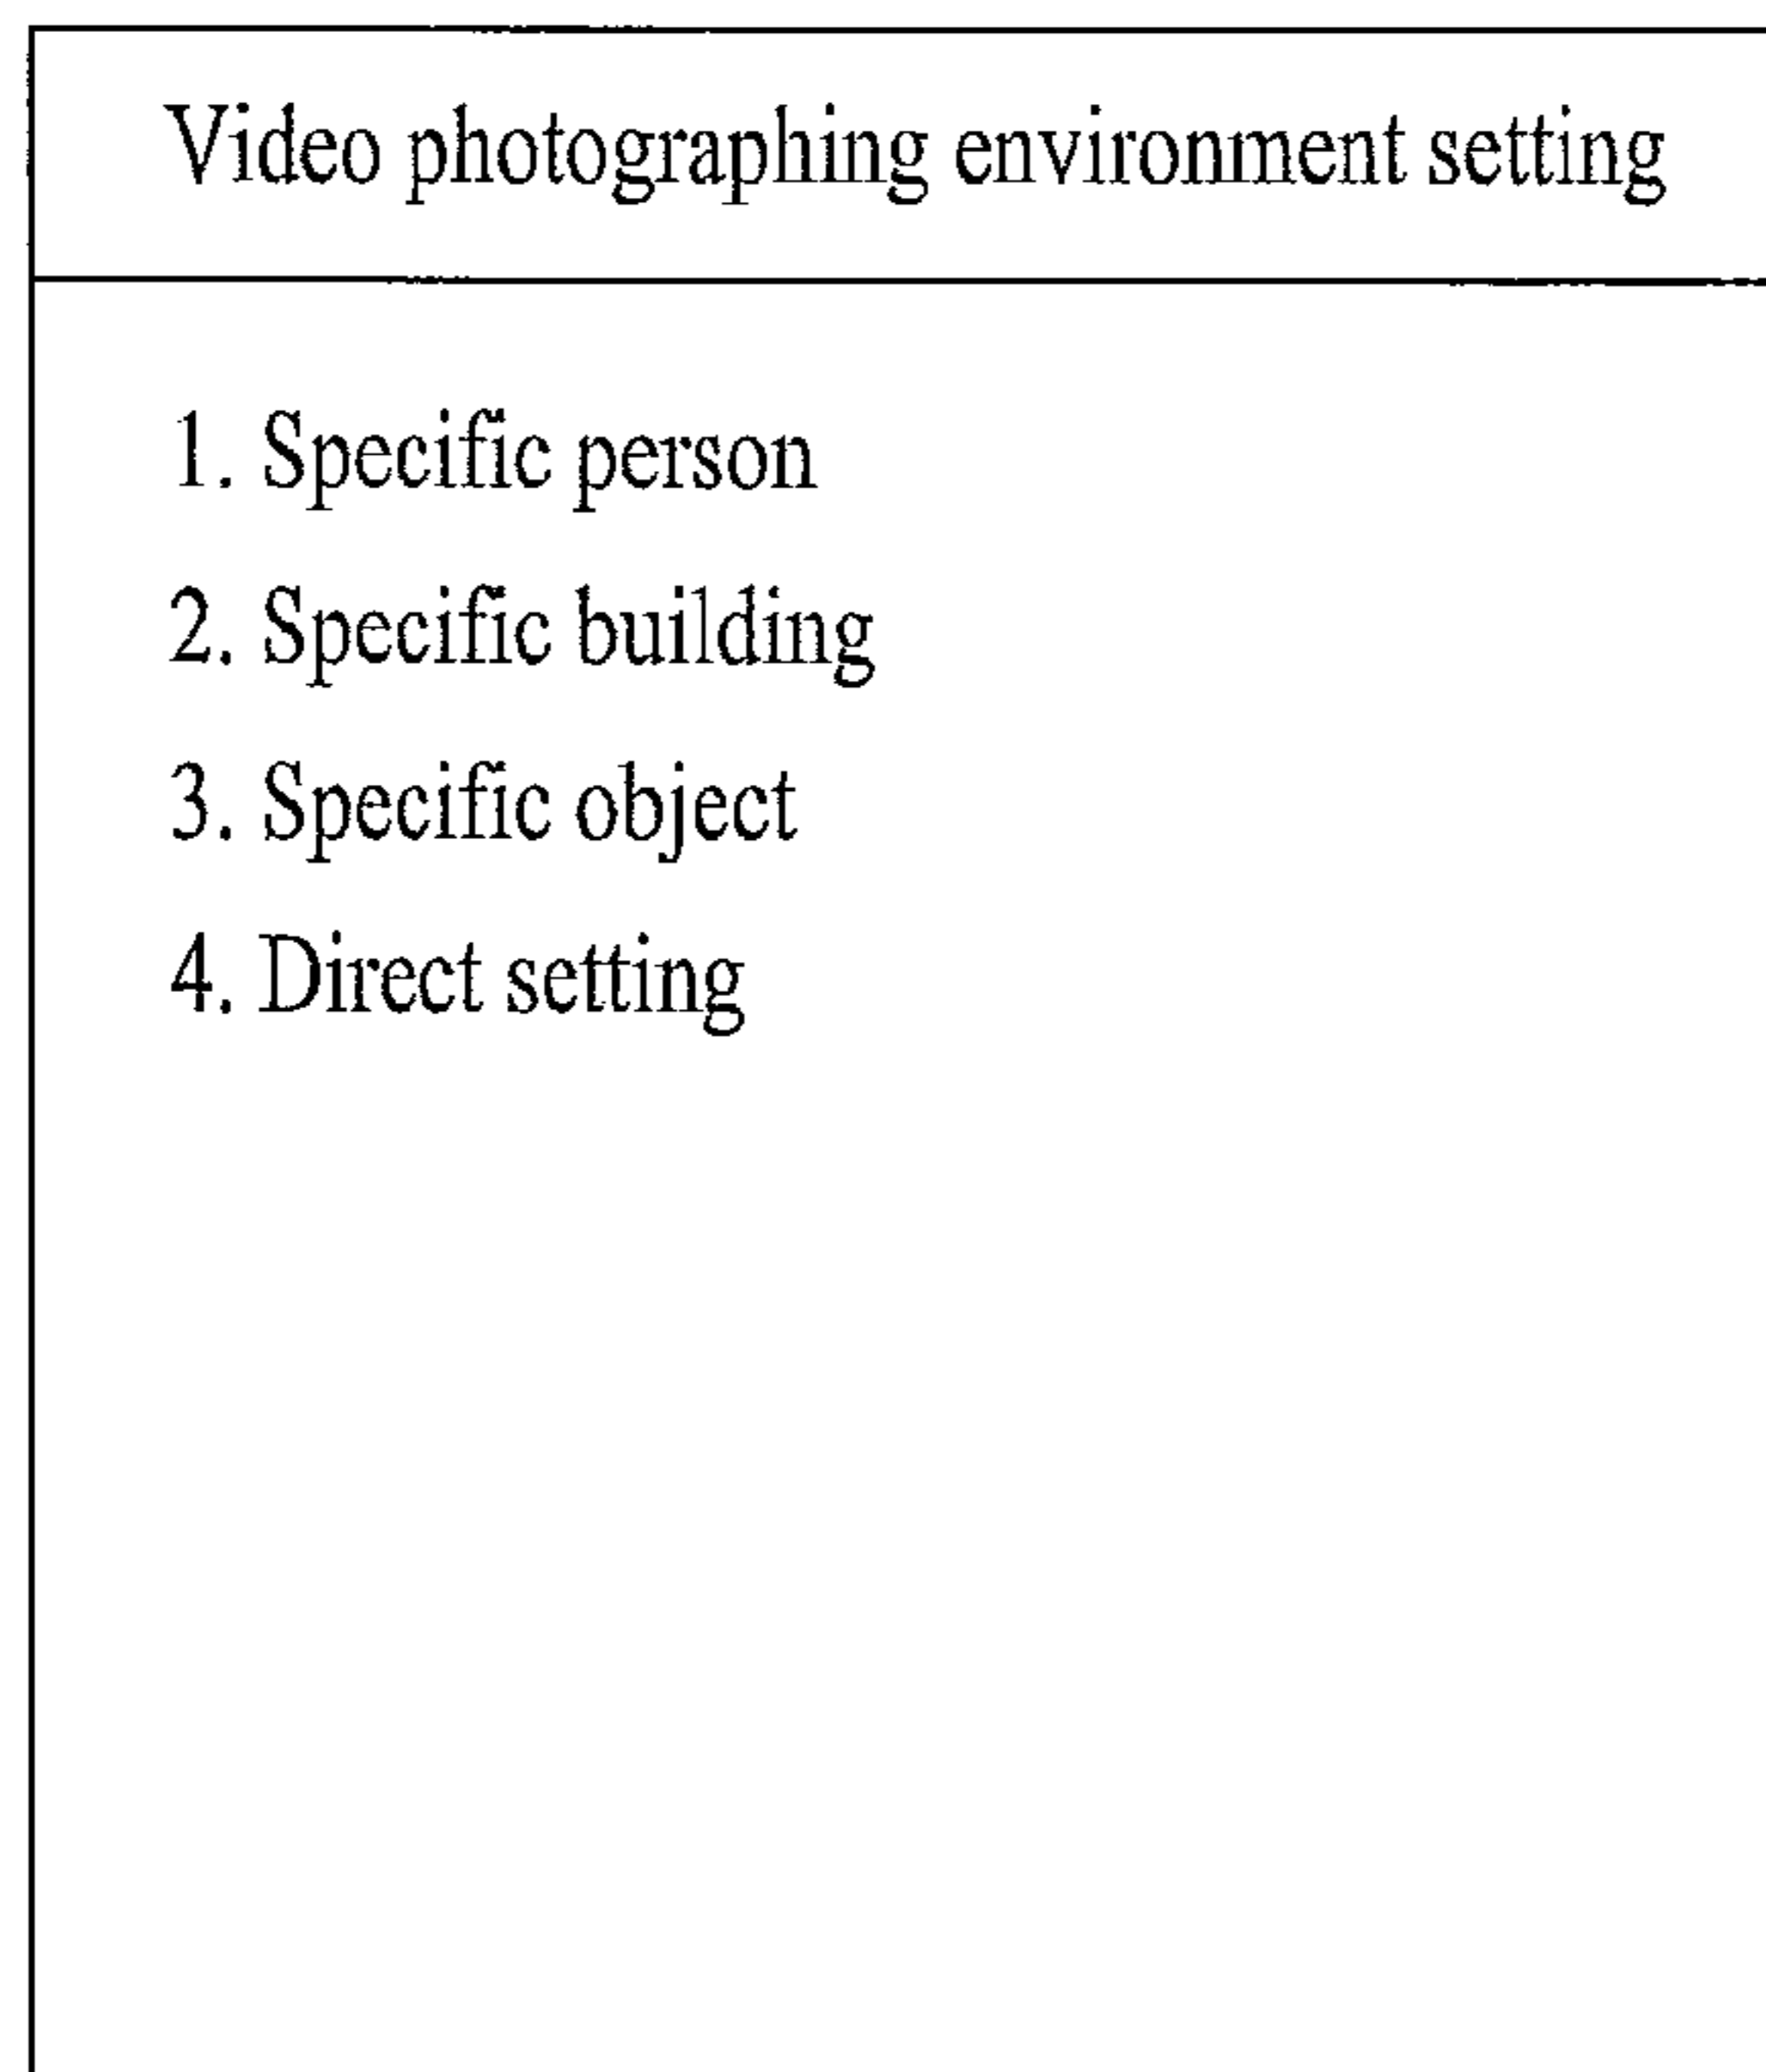 Video photographing environment setting
1. Specific person
2. Specific building
3. Specific object
4. Direct setting